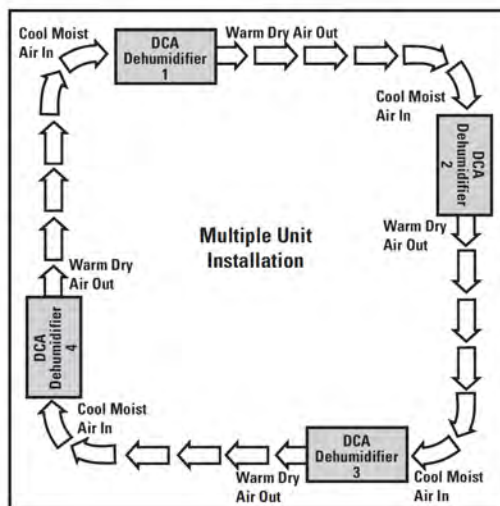 Cool Moist
Air In
DCA
Dehumidifier
1
Warm Dry Air Out
Cool Moist
Air In
DCA
Dehumidifier
2
Warm Dry
Air Out
Multiple Unit
Installation
Warm Dry
Air Out
DCA
Dehumidifier
4
Cool Moist
Air In
DCA
Dehumidifier
3
Warm Dry
Air Out
Cool Moist
Air In